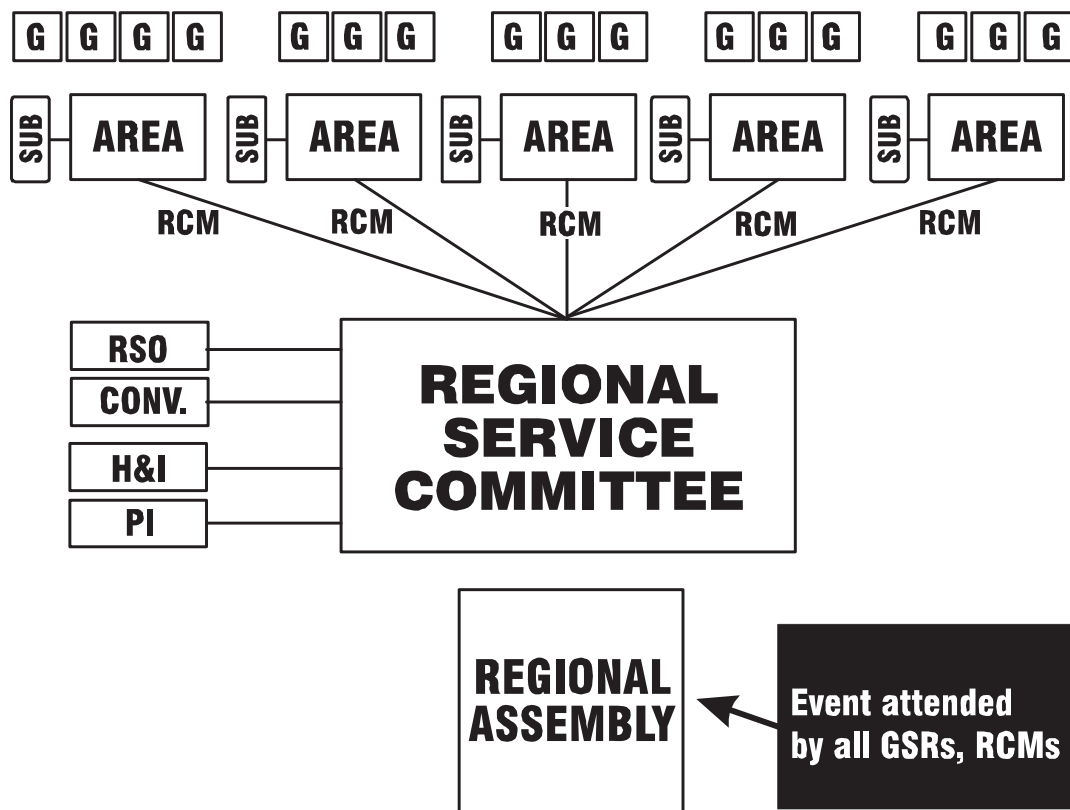 G G G G G G G G G G G G G G G G
SUB AREA SUB AREA SUB AREA SUB AREA SUB AREA
RCM RCM RCM RCM RCM
RSO
CONV.
H&I
PI
REGIONAL
SERVICE
COMMITTEE
REGIONAL
ASSEMBLY
Event attended
by all GSRs, RCMs